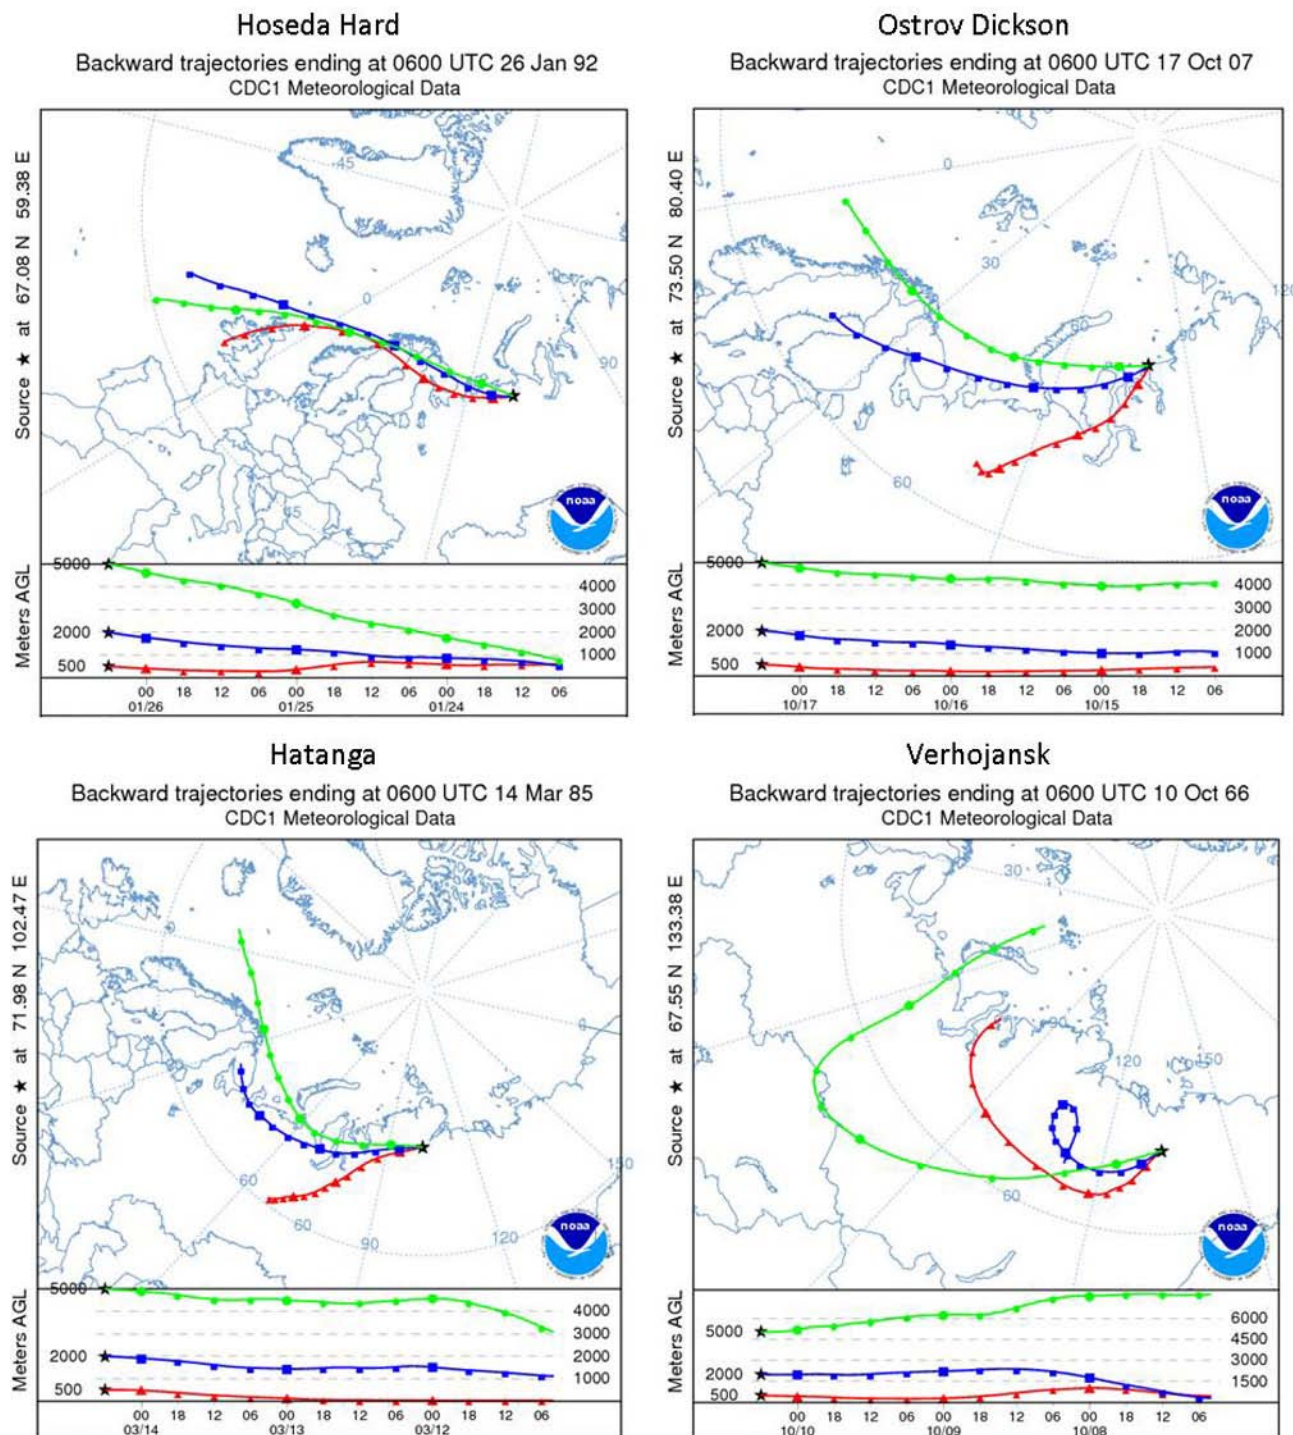 Hoseda Hard
Backward trajectories ending at 0600 UTC 26 Jan 92
CDC1 Meteorological Data
Source ★ at 67.08 N 59.38 E
45
0
90
45
noaa
Meters AGL
5000
2000
500
4000
3000
2000
1000
00 18 12 06 00 18 12 06 00 18 12 06
01/26 01/25 01/24
Ostrov Dickson
Backward trajectories ending at 0600 UTC 17 Oct 07
CDC1 Meteorological Data
Source ★ at 73.50 N 80.40 E
0
30
60
90
120
60
noaa
Meters AGL
5000
2000
500
4000
3000
2000
1000
00 18 12 06 00 18 12 06 00 18 12 06
10/17 10/16 10/15
Hatanga
Backward trajectories ending at 0600 UTC 14 Mar 85
CDC1 Meteorological Data
Source ★ at 71.98 N 102.47 E
0
60
60
90
120
150
noaa
Meters AGL
5000
2000
500
4000
3000
2000
1000
00 18 12 06 00 18 12 06 00 18 12 06
03/14 03/13 03/12
Verhojansk
Backward trajectories ending at 0600 UTC 10 Oct 66
CDC1 Meteorological Data
Source ★ at 67.55 N 133.38 E
30
60
90
120
150
60
noaa
Meters AGL
5000
2000
500
6000
4500
3000
1500
00 18 12 06 00 18 12 06 00 18 12 06
10/10 10/09 10/08